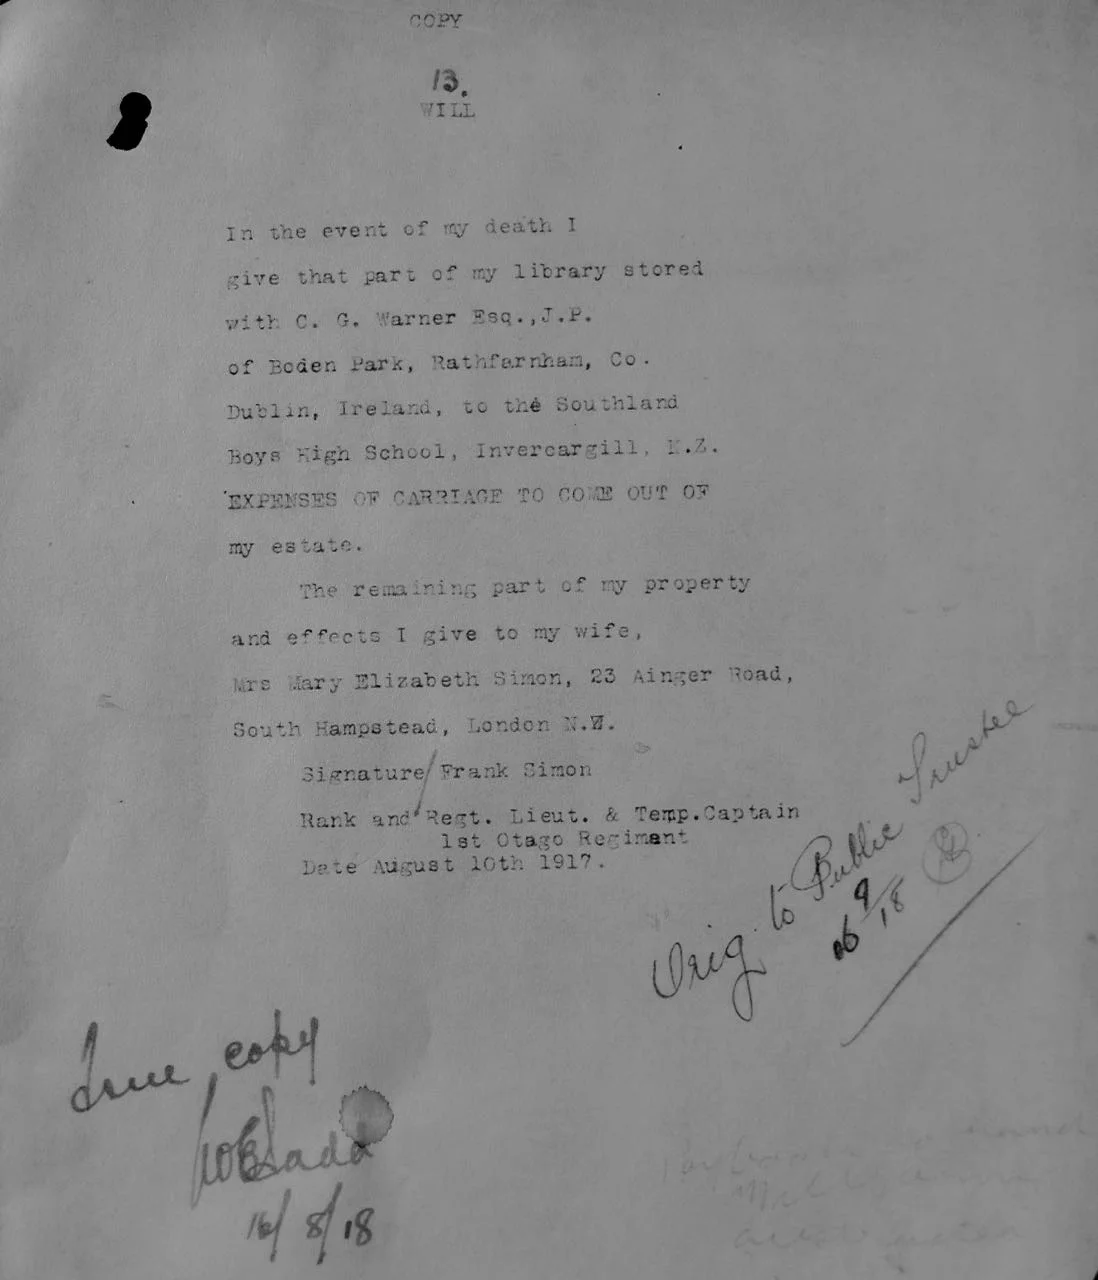 COPY
13.
WILL
In the event of my death I
give that part of my library stored
with C. G. Warner Esq.,J.P.
of Boden Park, Rathfarnham, Co.
Dublin, Ireland, to the Southland
Boys High School, Invercargill, N.Z.
EXPENSES OF CARRIAGE TO COME OUT OF
my estate.
The remaining part of my property
and effects I give to my wife,
Mrs Mary Elizabeth Simon, 23 Ainger Road,
South Hampstead, London N.W.
Signature/ Frank Simon
Rank and Regt. Lieut. & Temp.Captain
1st Otago Regiment
Date August 10th 1917.
Orig. to Public Trustee
9/18
True copy
16/8/18